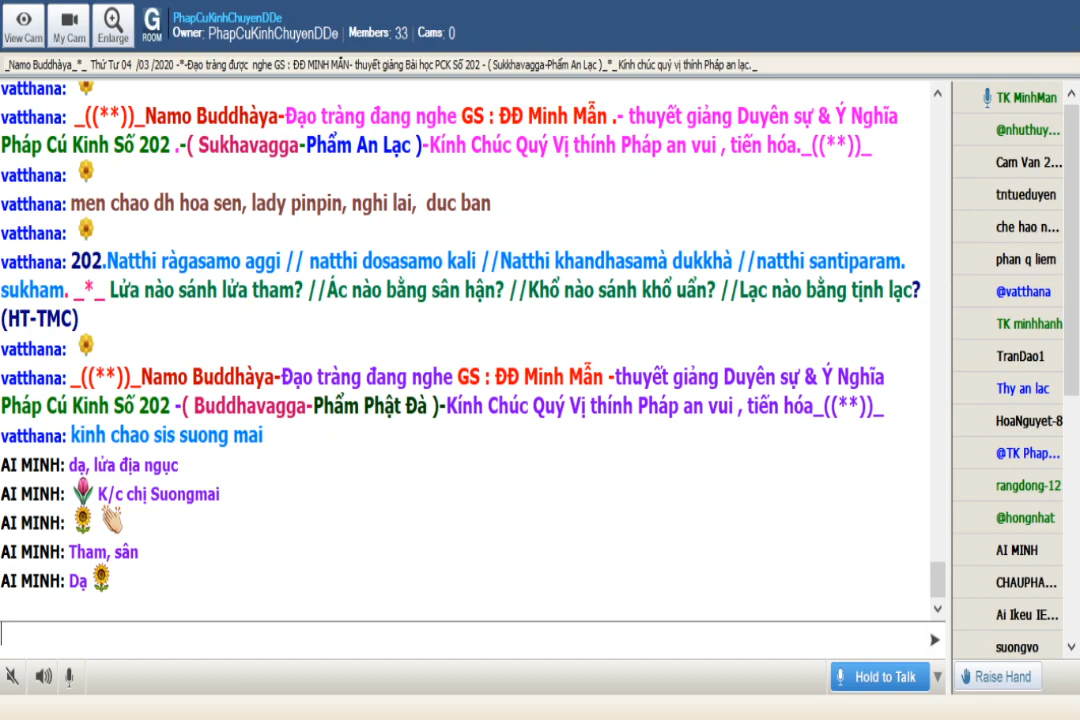 View Cam
My Cam
Enlarge
G
ROOM
PhapCuKinhChuyenDDe
Owner: PhapCuKinhChuyenDDe | Members: 33 | Cams: 0
_Namo Buddhàya_*_ Thứ Tư 04 /03 /2020 -*-Đạo tràng được nghe GS : ĐĐ MINH MẪN- thuyết giảng Bài học PCK Số 202 - ( Sukkhavagga-Phẩm An Lạc )_*_Kính chúc quý vị thính Pháp an lạc._
vatthana:
vatthana: _((**))_Namo Buddhàya-Đạo tràng đang nghe GS : ĐĐ Minh Mẫn .- thuyết giảng Duyên sự & Ý Nghĩa
Pháp Cú Kinh Số 202 .-( Sukhavagga-Phẩm An Lạc )-Kính Chúc Quý Vị thính Pháp an vui , tiến hóa._((**))_
vatthana:
vatthana: men chao dh hoa sen, lady pinpin, nghi lai, duc ban
vatthana:
vatthana: 202.Natthi ràgasamo aggi // natthi dosasamo kali //Natthi khandhasamà dukkhà //natthi santiparam.
sukham. _*_ Lửa nào sánh lửa tham? //Ác nào bằng sân hận? //Khổ nào sánh khổ uẩn? //Lạc nào bằng tịnh lạc?
(HT-TMC)
vatthana:
vatthana: _((**))_Namo Buddhàya-Đạo tràng đang nghe GS : ĐĐ Minh Mẫn -thuyết giảng Duyên sự & Ý Nghĩa
Pháp Cú Kinh Số 202 -( Buddhavagga-Phẩm Phật Đà )-Kính Chúc Quý Vị thính Pháp an vui , tiến hóa_((**))_
vatthana: kinh chao sis suong mai
AI MINH: dạ, lửa địa ngục
AI MINH: K/c chị Suongmai
AI MINH:
AI MINH: Tham, sân
AI MINH: Dạ
TK MinhMan
@nhuthuy...
Cam Van 2...
tntueduyen
che hao n...
phan q liem
@vatthana
TK minhhanh
TranDao1
Thy an lac
HoaNguyet-8
@TK Phap...
rangdong-12
@hongnhat
AI MINH
CHAUPHA...
Ai Ikeu IE...
suongvo
Hold to Talk
Raise Hand